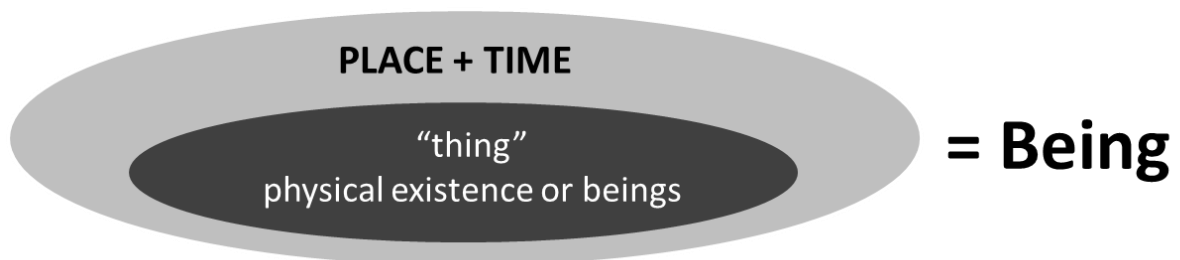 PLACE + TIME
“thing”
physical existence or beings
= Being